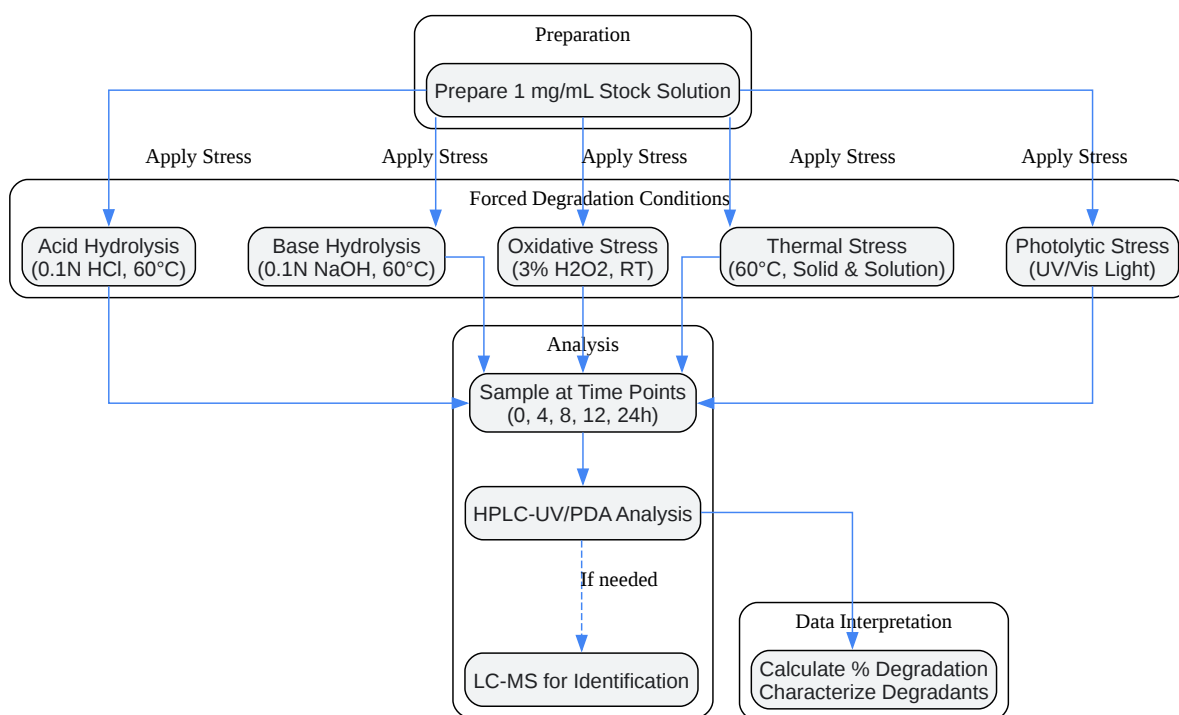 Preparation
Prepare 1 mg/mL Stock Solution
Apply Stress
Apply Stress
Apply Stress
Apply Stress
Apply Stress
Forced Degradation Conditions
Acid Hydrolysis
(0.1N HCl, 60°C)
Base Hydrolysis
(0.1N NaOH, 60°C)
Oxidative Stress
(3% H2O2, RT)
Thermal Stress
(60°C, Solid & Solution)
Photolytic Stress
(UV/Vis Light)
Analysis
Sample at Time Points
(0, 4, 8, 12, 24h)
HPLC-UV/PDA Analysis
If needed
LC-MS for Identification
Data Interpretation
Calculate % Degradation
Characterize Degradants